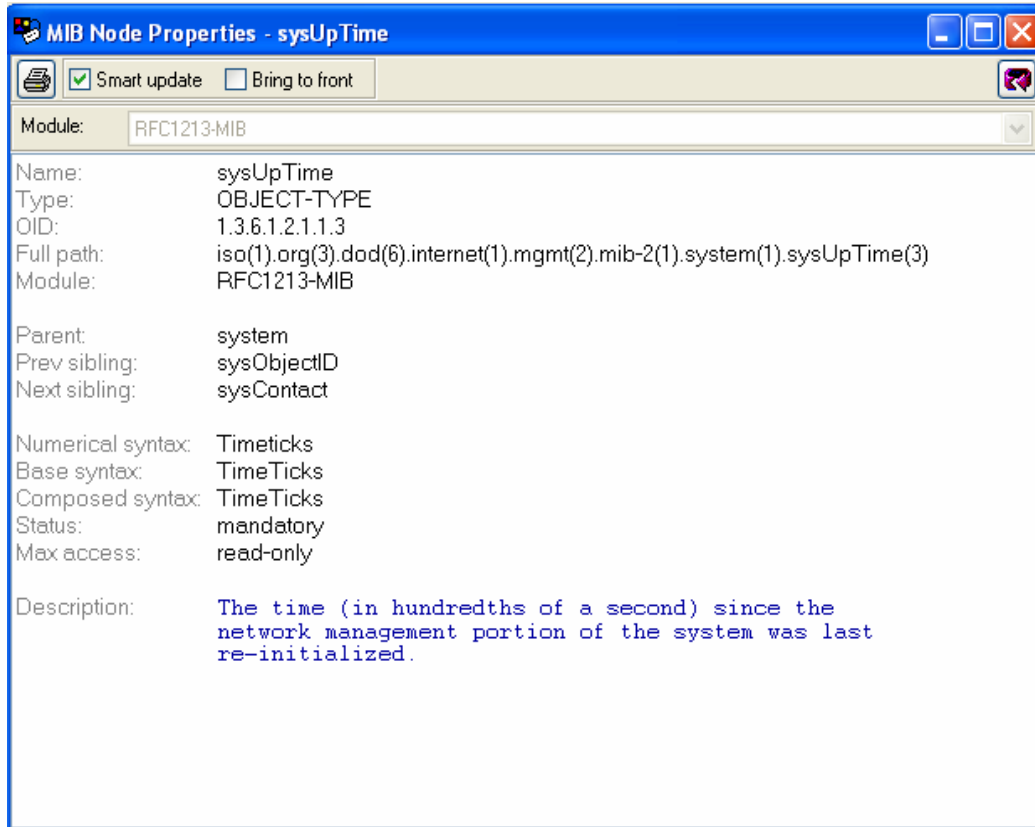 MIB Node Properties - sysUpTime
Smart update Bring to front
Module: RFC1213-MIB
Name: sysUpTime
Type: OBJECT-TYPE
OID: 1.3.6.1.2.1.1.3
Full path: iso(1).org(3).dod(6).internet(1).mgmt(2).mib-2(1).system(1).sysUpTime(3)
Module: RFC1213-MIB
Parent: system
Prev sibling: sysObjectID
Next sibling: sysContact
Numerical syntax: Timeticks
Base syntax: TimeTicks
Composed syntax: TimeTicks
Status: mandatory
Max access: read-only
Description: The time (in hundredths of a second) since the
network management portion of the system was last
re-initialized.